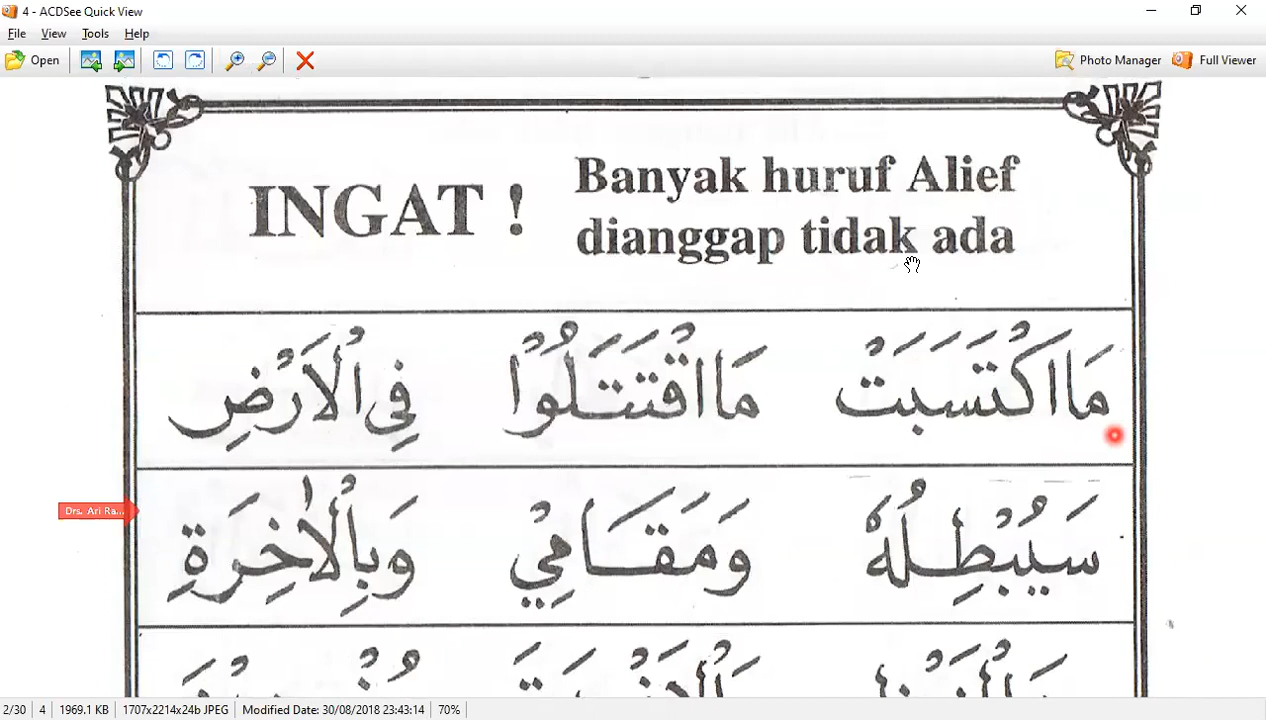 4 - ACDSee Quick View
File View Tools Help
Open Photo Manager Full Viewer
INGAT ! Banyak huruf Alief
dianggap tidak ada
مَا اكْتَسَبَتْ مَا اقْتَتَلُوْا فِى الْاَرْضِ
سَيُبْطِلُهٗ وَمَقَامِيْ وَبِالْاٰخِرَةِ
Drs. Ari Ra...
2/30 4 1969.1 KB 1707x2214x24b JPEG Modified Date: 30/08/2018 23:43:14 70%